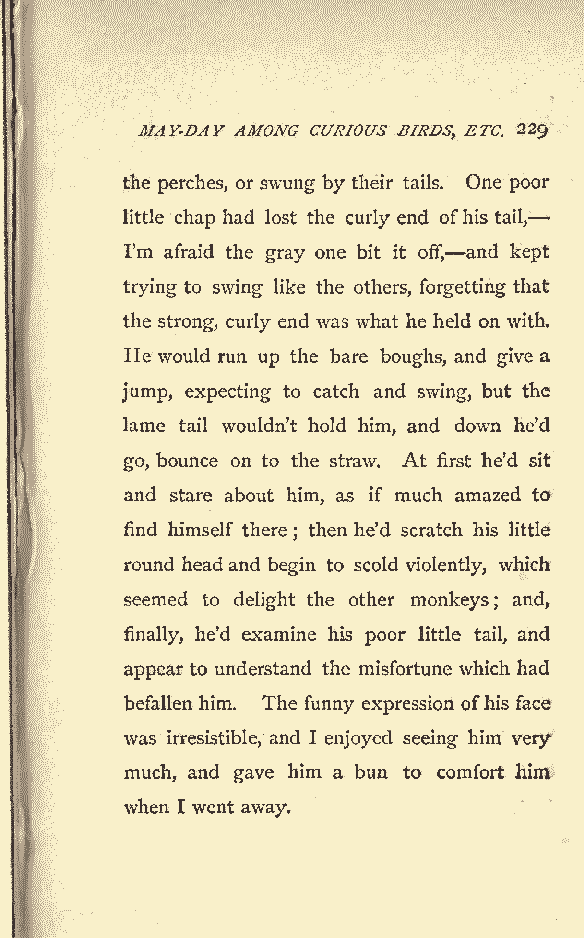 MAY-DAY AMONG CURIOUS BIRDS, ETC. 229
the perches, or swung by their tails. One poor
little chap had lost the curly end of his tail,—
I'm afraid the gray one bit it off,—and kept
trying to swing like the others, forgetting that
the strong, curly end was what he held on with.
He would run up the bare boughs, and give a
jump, expecting to catch and swing, but the
lame tail wouldn't hold him, and down he'd
go, bounce on to the straw. At first he'd sit
and stare about him, as if much amazed to
find himself there; then he'd scratch his little
round head and begin to scold violently, which
seemed to delight the other monkeys; and,
finally, he'd examine his poor little tail, and
appear to understand the misfortune which had
befallen him. The funny expression of his face
was irresistible, and I enjoyed seeing him very
much, and gave him a bun to comfort him
when I went away.